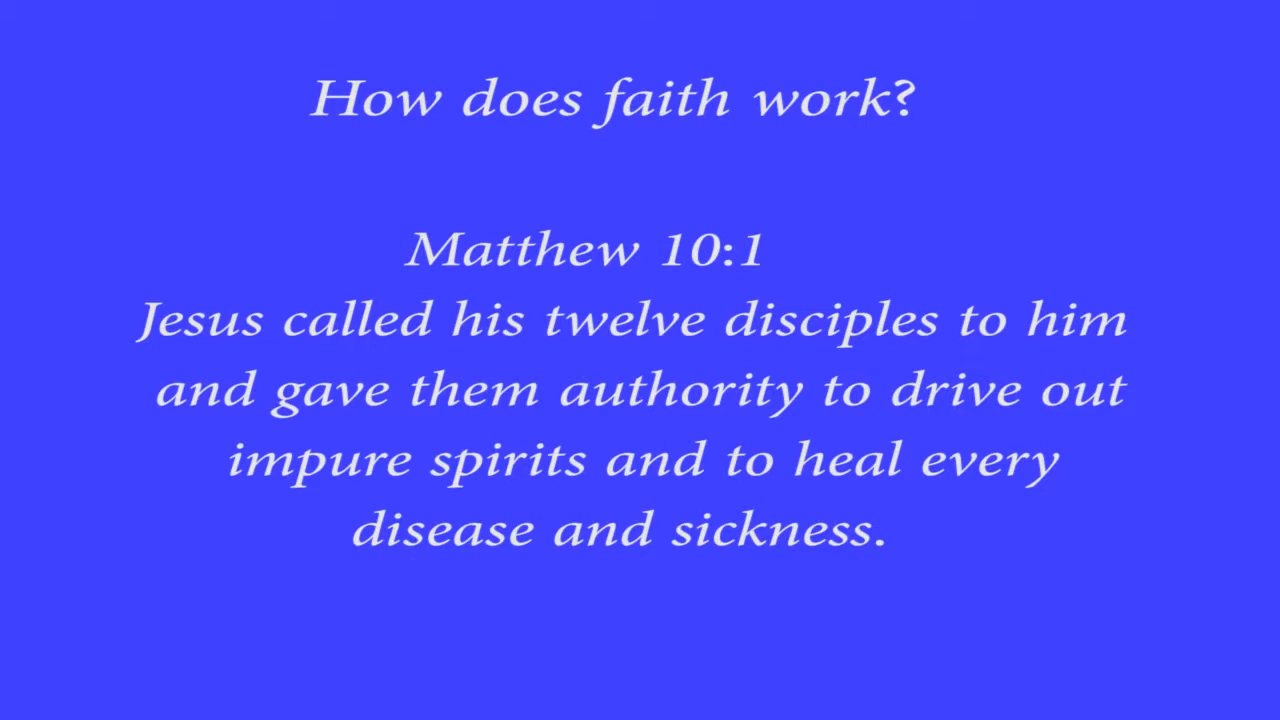 How does faith work?
Matthew 10:1
Jesus called his twelve disciples to him
and gave them authority to drive out
impure spirits and to heal every
disease and sickness.